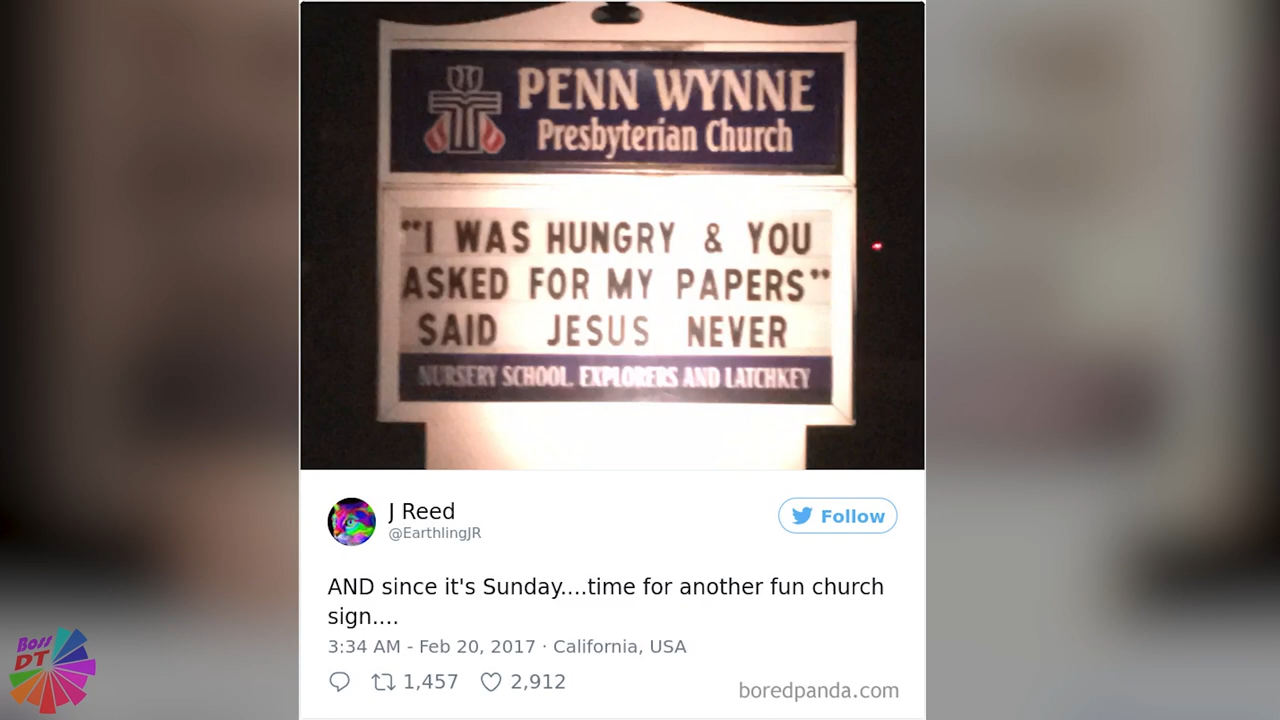 PENN WYNNE
Presbyterian Church
"I WAS HUNGRY & YOU
ASKED FOR MY PAPERS"
SAID JESUS NEVER
NURSERY SCHOOL, EXPLORERS AND LATCHKEY
J Reed
@EarthlingJR
Follow
AND since it's Sunday....time for another fun church
sign....
3:34 AM - Feb 20, 2017 · California, USA
1,457 2,912
boredpanda.com
Boss
DT